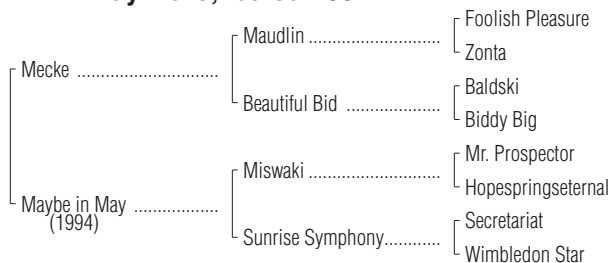 Foolish Pleasure
Maudlin ........................................
Zonta
Mecke ........................................
Baldski
Beautiful Bid ............................
Biddy Big
Mr. Prospector
Miswaki ........................................
Hopespringseternal
Maybe in May ........................
(1994)
Secretariat
Sunrise Symphony................
Wimbledon Star